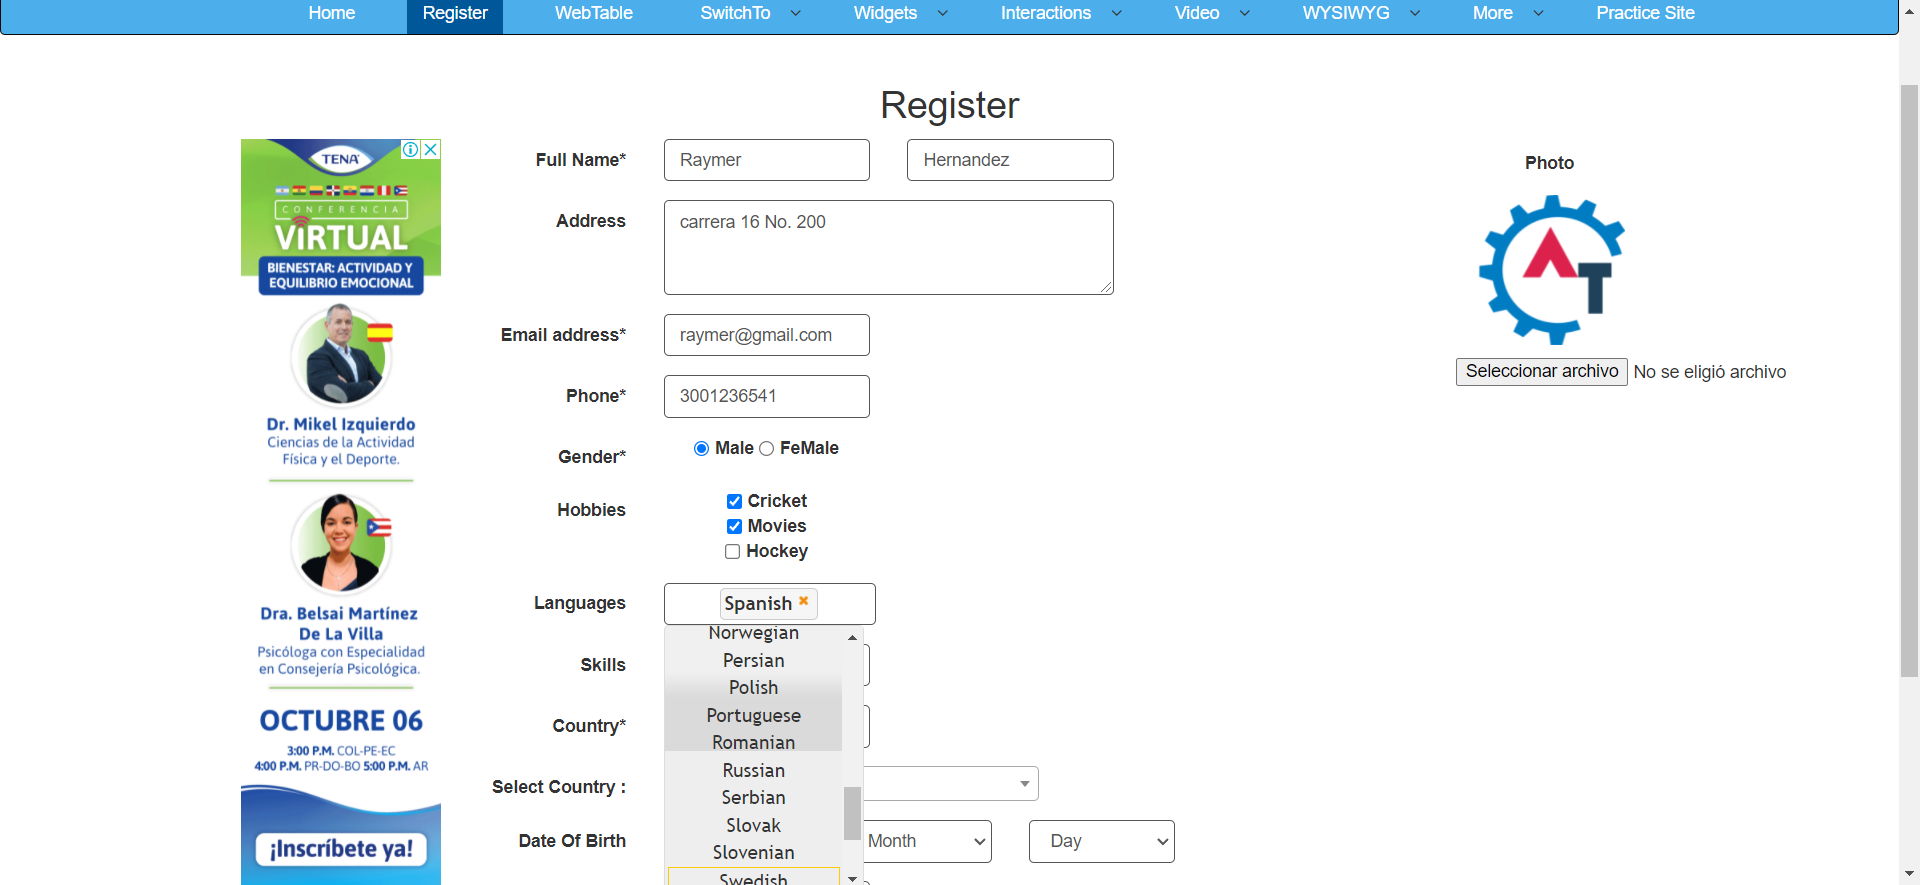 Home Register WebTable SwitchTo Widgets Interactions Video WYSIWYG More Practice Site
Register
TENA
CONFERENCIA
VIRTUAL
BIENESTAR: ACTIVIDAD Y
EQUILIBRIO EMOCIONAL
Dr. Mikel Izquierdo
Ciencias de la Actividad
Física y el Deporte.
Dra. Belsai Martínez
De La Villa
Psicóloga con Especialidad
en Consejería Psicológica.
OCTUBRE 06
3:00 P.M. COL-PE-EC
4:00 P.M. PR-DO-BO 5:00 P.M. AR
¡Inscríbete ya!
Full Name* Raymer Hernandez
Address carrera 16 No. 200
Email address* raymer@gmail.com
Phone* 3001236541
Gender* Male FeMale
Hobbies Cricket
Movies
Hockey
Languages Spanish
Norwegian
Persian
Polish
Portuguese
Romanian
Russian
Serbian
Slovak
Slovenian
Swedish
Skills
Country*
Select Country :
Date Of Birth Month Day
Photo
AT
Seleccionar archivo No se eligió archivo